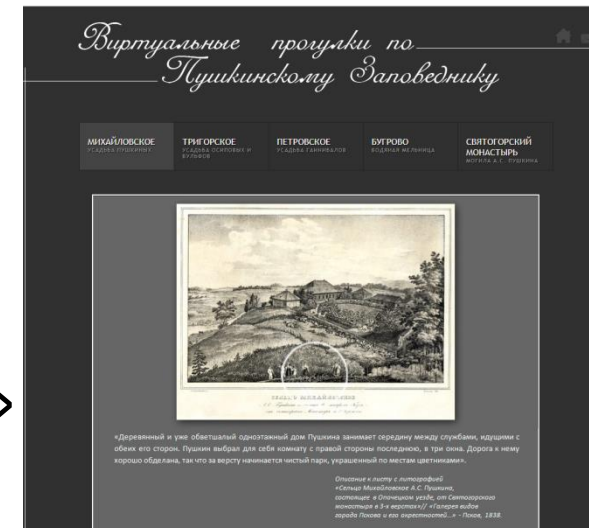 Виртуальные прогулки по
Пушкинскому Заповеднику
МИХАЙЛОВСКОЕ
УСАДЬБА ПУШКИНЫХ
ТРИГОРСКОЕ
УСАДЬБА ОСИПОВЫХ И
ВУЛЬФОВ
ПЕТРОВСКОЕ
УСАДЬБА ГАННИБАЛОВ
БУГРОВО
ВОДЯНАЯ МЕЛЬНИЦА
СВЯТОГОРСКИЙ
МОНАСТЫРЬ
МОГИЛА А.С. ПУШКИНА
«Деревянный и уже обветшалый одноэтажный дом Пушкина занимает середину между службами, идущими с
обеих его сторон. Пушкин выбрал для себя комнату с правой стороны последнюю, в три окна. Дорога к нему
хорошо обделана, так что за версту начинается чистый парк, украшенный по местам цветниками».
Описание к листу с литографией
«Сельцо Михайловское А.С. Пушкина,
состоящее в Опочецком уезде, от Святогорского
монастыря в 3-х верстах»// «Галерея видов
города Пскова и его окрестностей...» - Псков, 1838.